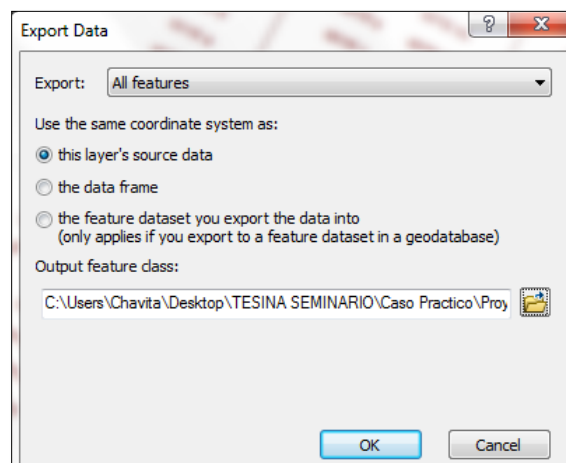 Export Data
Export: All features
Use the same coordinate system as:
this layer's source data
the data frame
the feature dataset you export the data into
(only applies if you export to a feature dataset in a geodatabase)
Output feature class:
C:\Users\Chavita\Desktop\TESINA SEMINARIO\Caso Practico\Proy
OK Cancel